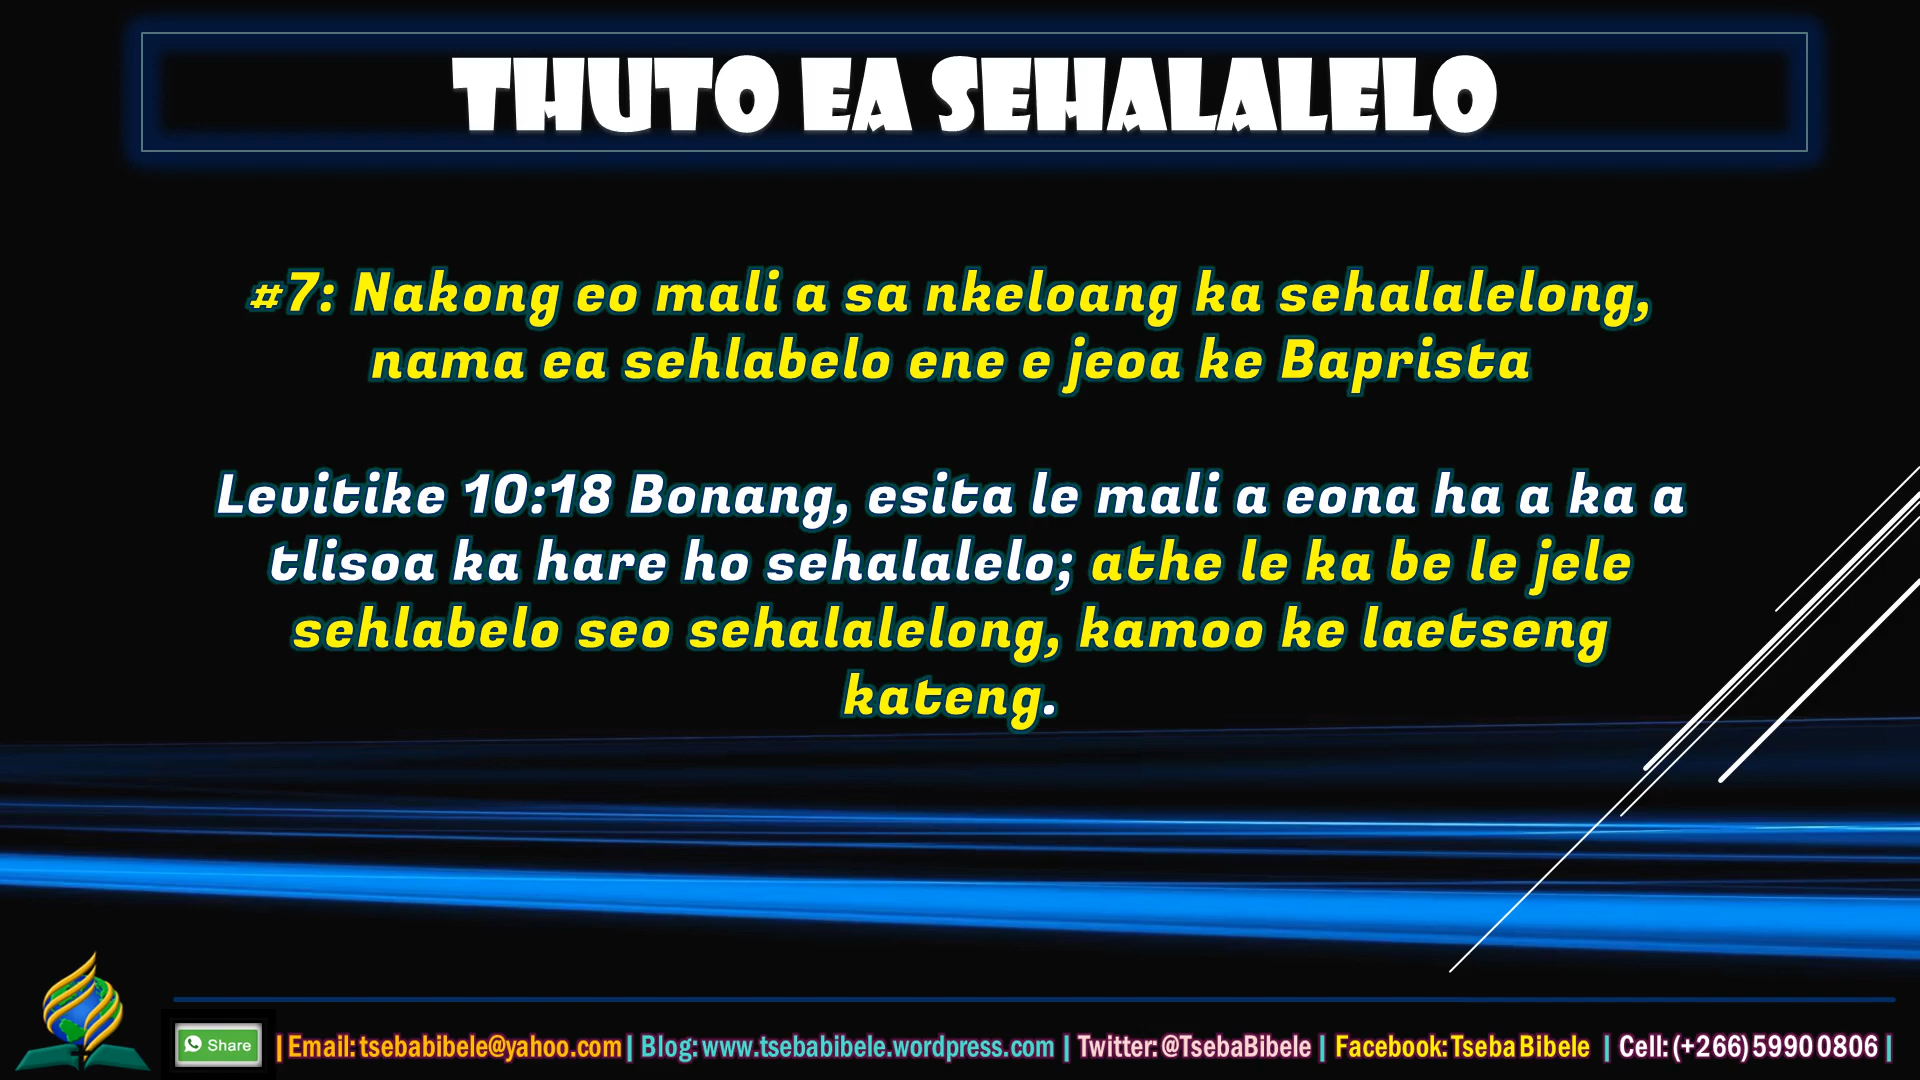 THUTO EA SEHALALELO
#7: Nakong eo mali a sa nkeloang ka sehalalelong,
nama ea sehlabelo ene e jeoa ke Baprista
Levitike 10:18 Bonang, esita le mali a eona ha a ka a
tlisoa ka hare ho sehalalelo; athe le ka be le jele
sehlabelo seo sehalalelong, kamoo ke laetseng
kateng.
Share | Email: tsebabibele@yahoo.com | Blog: www.tsebabibele.wordpress.com | Twitter: @TsebaBibele | Facebook: Tseba Bibele | Cell: (+266) 5990 0806 |